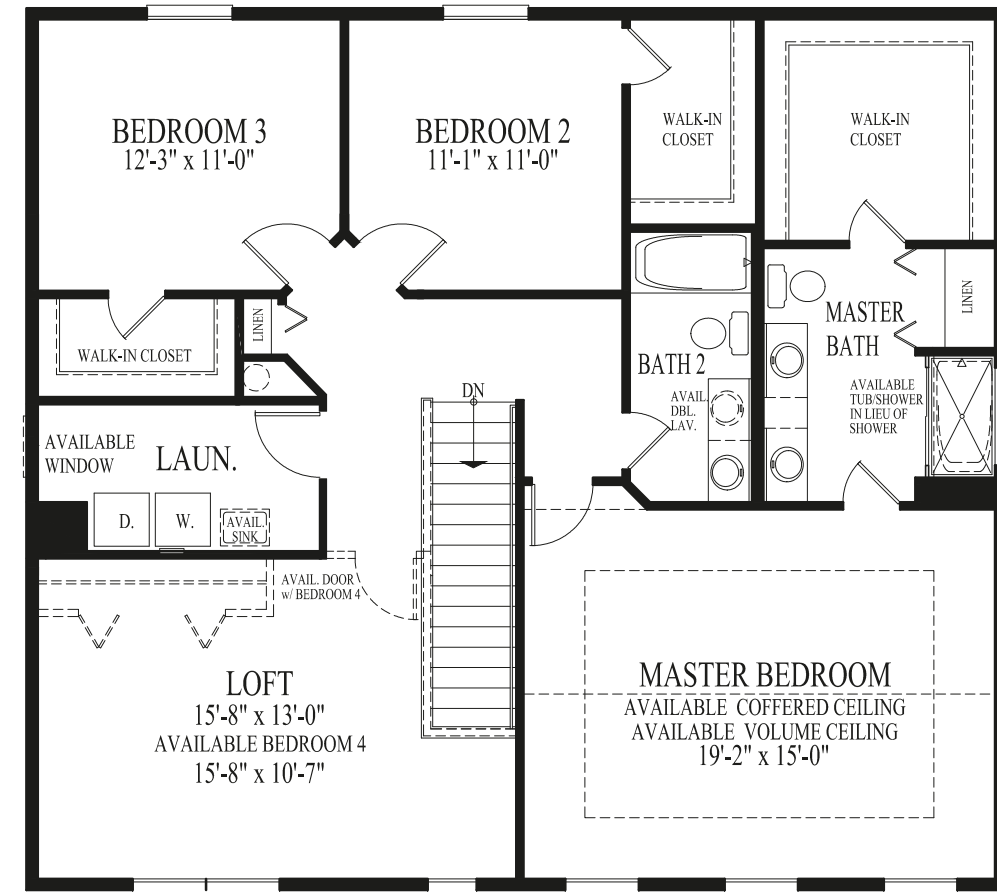 BEDROOM 3
12'-3" x 11'-0"
BEDROOM 2
11'-1" x 11'-0"
WALK-IN
CLOSET
WALK-IN
CLOSET
WALK-IN CLOSET
LINEN
LINEN
MASTER
BATH
BATH 2
AVAIL.
DBL.
LAV.
AVAILABLE
TUB/SHOWER
IN LIEU OF
SHOWER
DN
AVAILABLE
WINDOW
LAUN.
D.
W.
AVAIL.
SINK
AVAIL. DOOR
w/ BEDROOM 4
LOFT
15'-8" x 13'-0"
AVAILABLE BEDROOM 4
15'-8" x 10'-7"
MASTER BEDROOM
AVAILABLE COFFERED CEILING
AVAILABLE VOLUME CEILING
19'-2" x 15'-0"